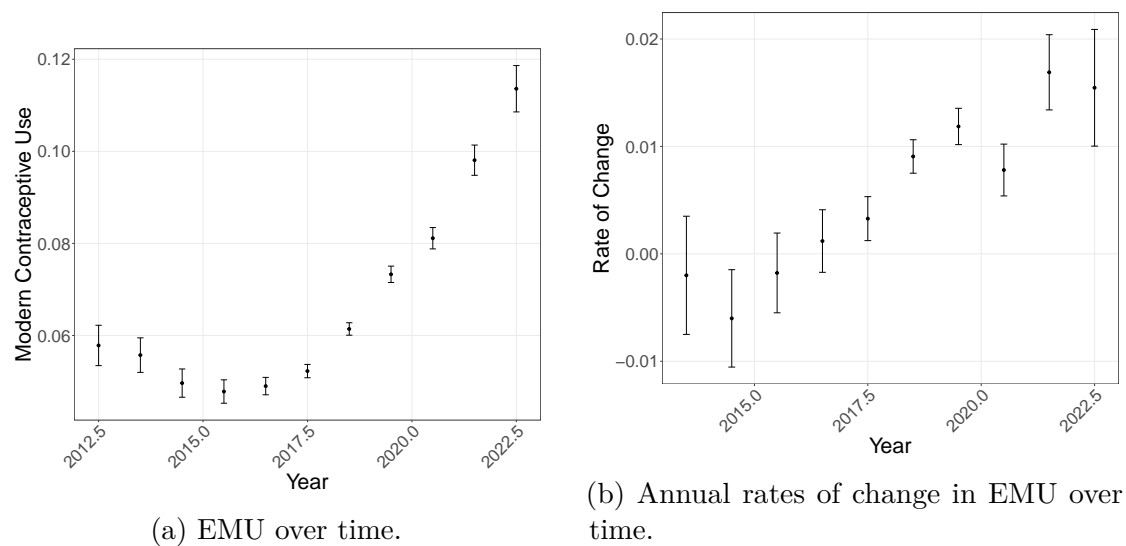 0.12
0.10
0.08
0.06
Modern Contraceptive Use
2012.5
2015.0
2017.5
2020.0
2022.5
Year
(a) EMU over time.
0.02
0.01
0.00
−0.01
Rate of Change
2015.0
2017.5
2020.0
2022.5
Year
(b) Annual rates of change in EMU over
time.